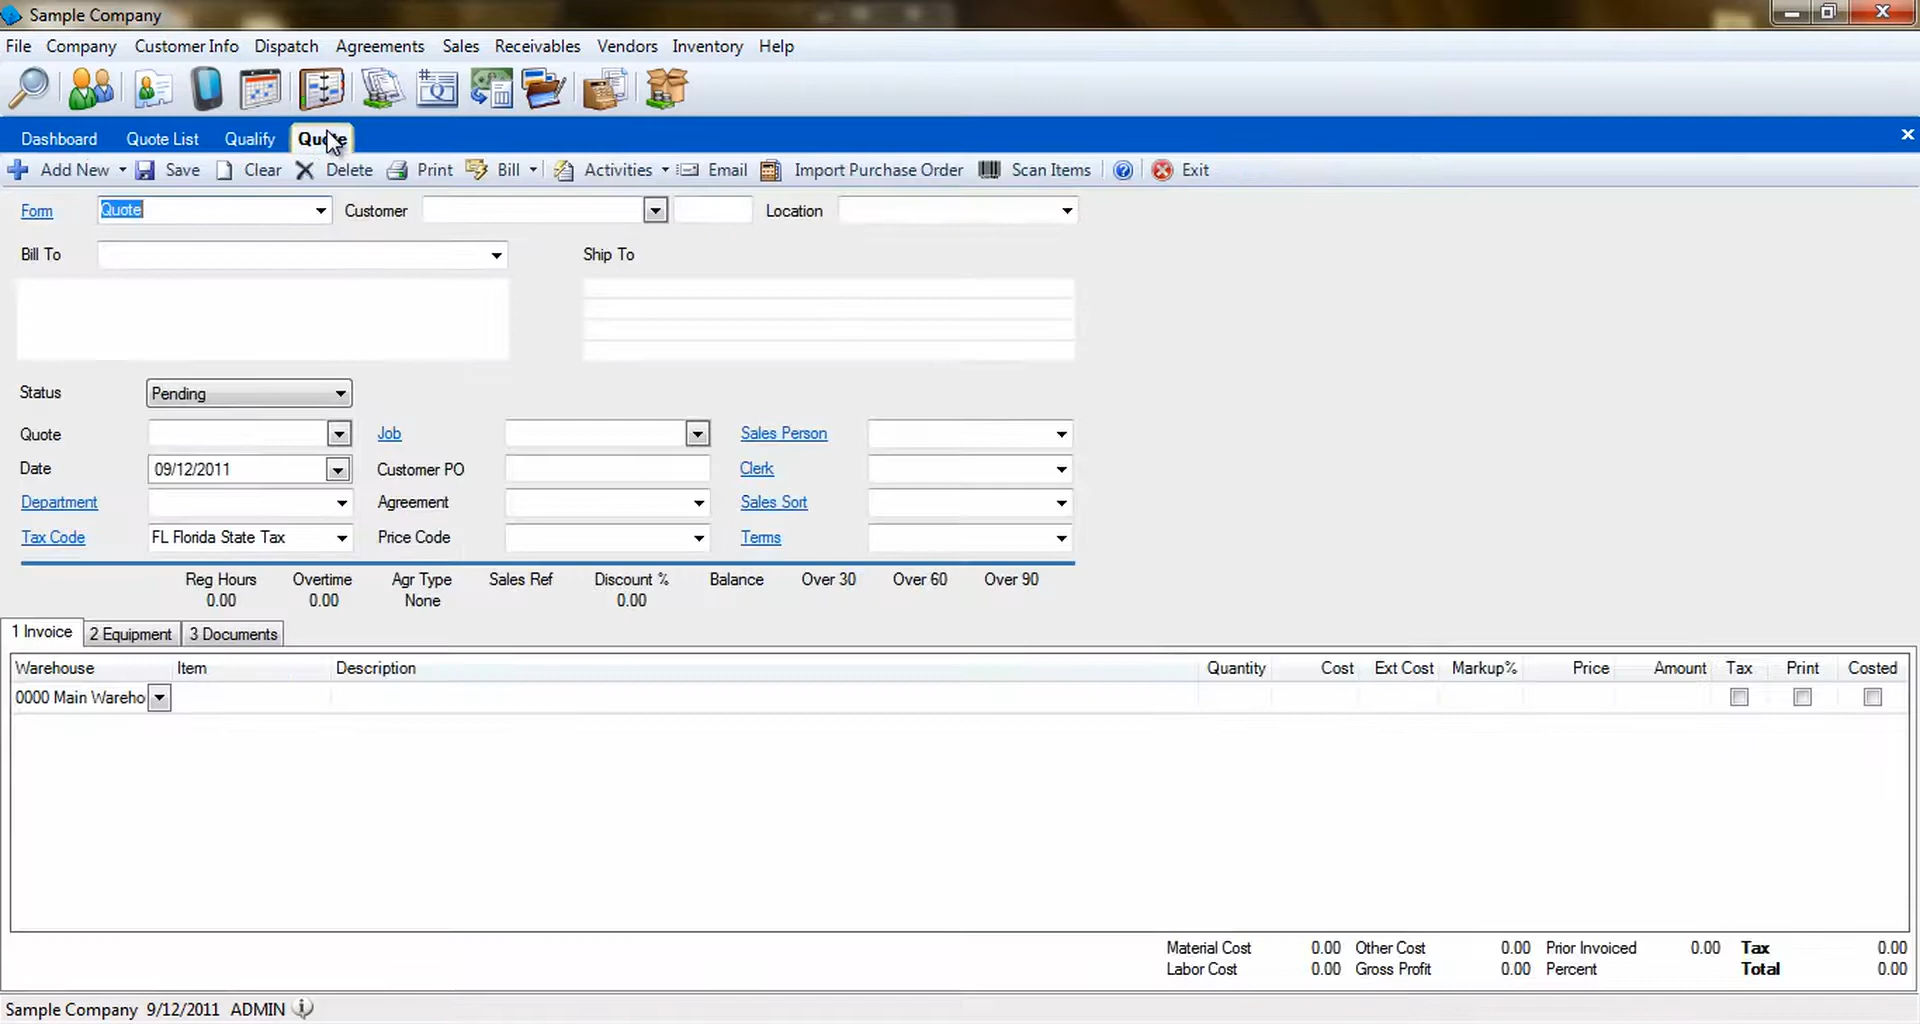 Sample Company
File Company Customer Info Dispatch Agreements Sales Receivables Vendors Inventory Help
Dashboard Quote List Qualify Quote
Add New Save Clear Delete Print Bill Activities Email Import Purchase Order Scan Items Exit
Form Quote Customer Location
Bill To Ship To
Status Pending
Quote Job Sales Person
Date 09/12/2011 Customer PO Clerk
Department Agreement Sales Sort
Tax Code FL Florida State Tax Price Code Terms
Reg Hours Overtime Agr Type Sales Ref Discount % Balance Over 30 Over 60 Over 90
0.00 0.00 None 0.00
1 Invoice 2 Equipment 3 Documents
Warehouse Item Description Quantity Cost Ext Cost Markup% Price Amount Tax Print Costed
0000 Main Wareho
Material Cost 0.00 Other Cost 0.00 Prior Invoiced 0.00 Tax 0.00
Labor Cost 0.00 Gross Profit 0.00 Percent Total 0.00
Sample Company 9/12/2011 ADMIN